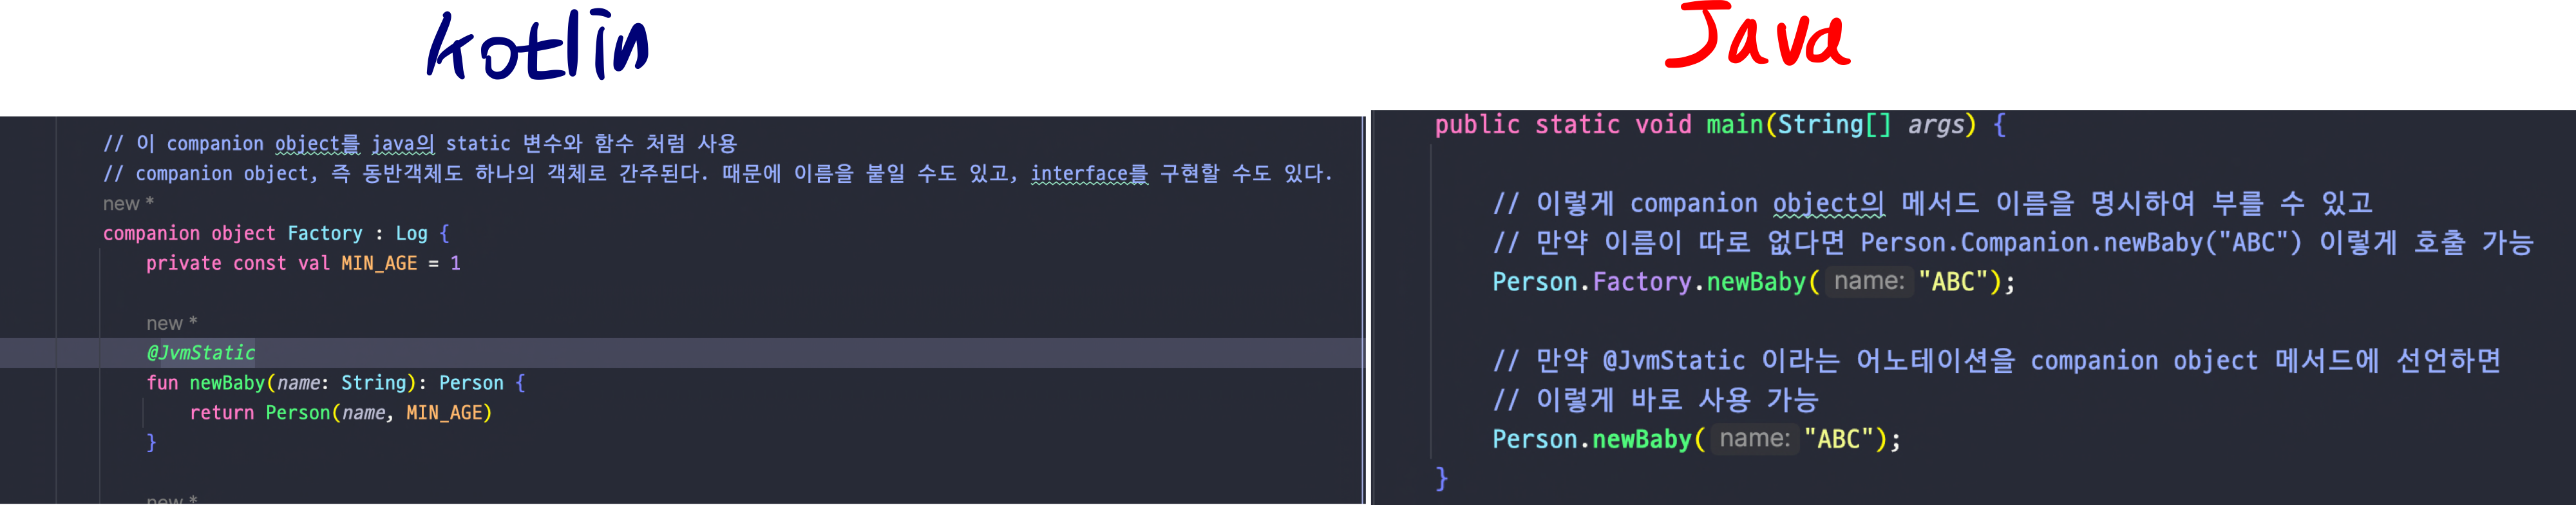 Kotlin
// 이 companion object를 java의 static 변수와 함수 처럼 사용
// companion object, 즉 동반객체도 하나의 객체로 간주된다. 때문에 이름을 붙일 수도 있고, interface를 구현할 수도 있다.
new *
companion object Factory : Log {
private const val MIN_AGE = 1
new *
@JvmStatic
fun newBaby(name: String): Person {
return Person(name, MIN_AGE)
}
new *
Java
public static void main(String[] args) {
// 이렇게 companion object의 메서드 이름을 명시하여 부를 수 있고
// 만약 이름이 따로 없다면 Person.Companion.newBaby("ABC") 이렇게 호출 가능
Person.Factory.newBaby( name: "ABC");
// 만약 @JvmStatic 이라는 어노테이션을 companion object 메서드에 선언하면
// 이렇게 바로 사용 가능
Person.newBaby( name: "ABC");
}